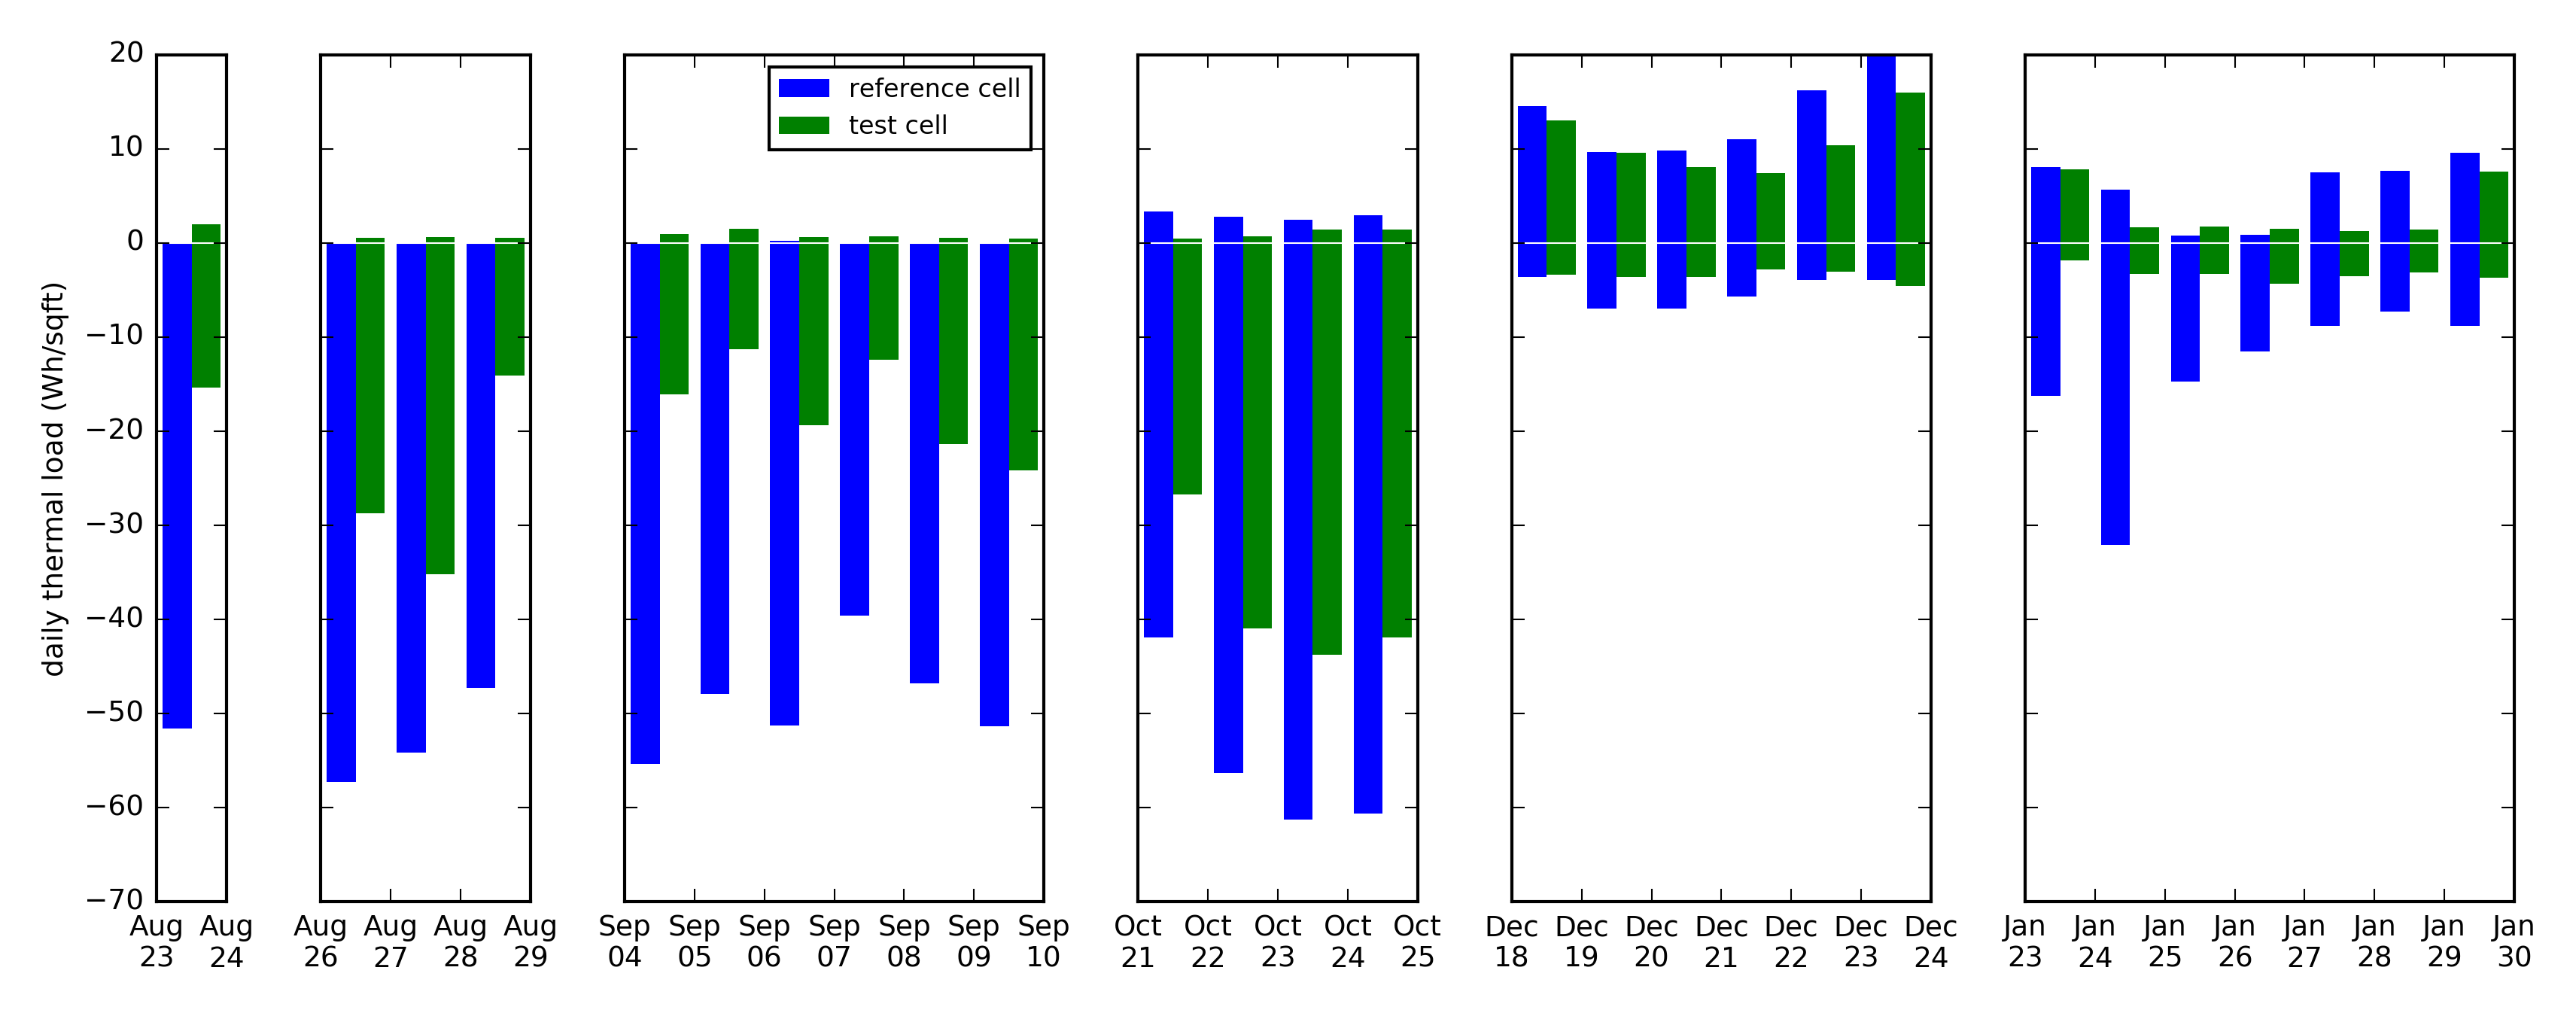 daily thermal load (Wh/sqft)
20
10
0
−10
−20
−30
−40
−50
−60
−70
reference cell
test cell
Aug Aug Aug Aug Aug Aug Sep Sep Sep Sep Sep Sep Sep Oct Oct Oct Oct Oct Dec Dec Dec Dec Dec Dec Dec Jan Jan Jan Jan Jan Jan Jan Jan
23 24 26 27 28 29 04 05 06 07 08 09 10 21 22 23 24 25 18 19 20 21 22 23 24 23 24 25 26 27 28 29 30